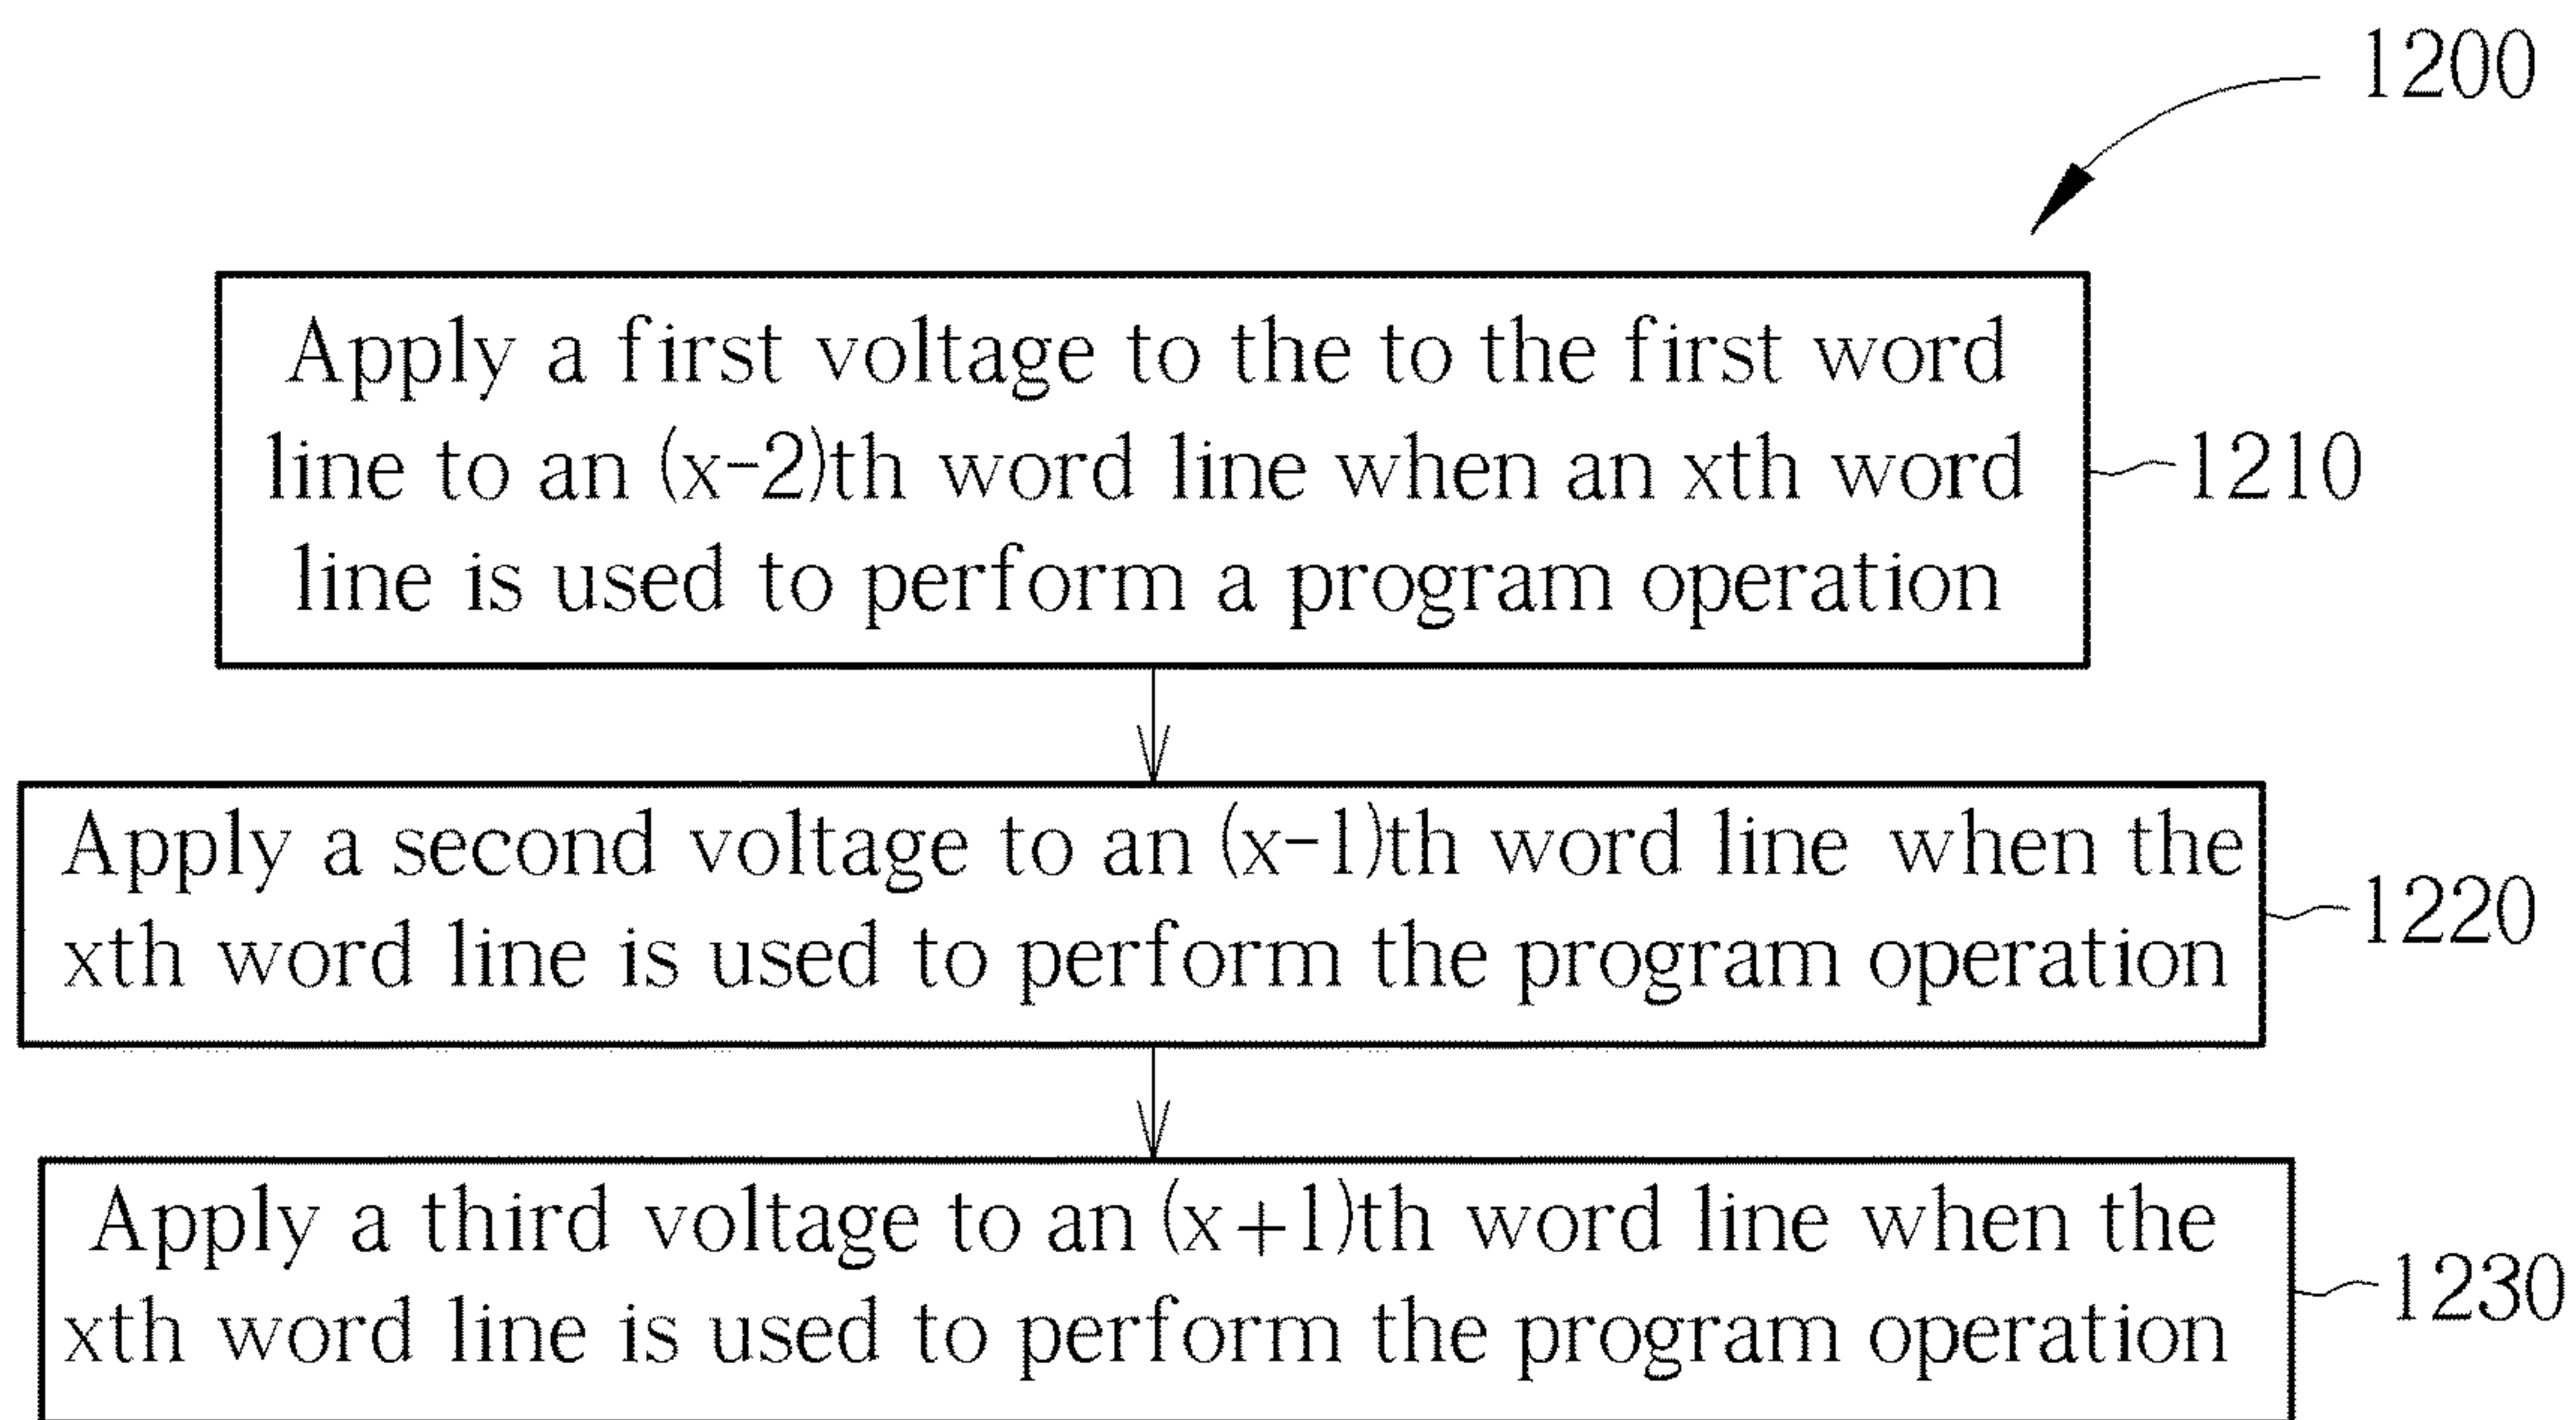 1200
Apply a first voltage to the to the first word
line to an (x-2)th word line when an xth word
line is used to perform a program operation
1210
Apply a second voltage to an (x-1)th word line when the
xth word line is used to perform the program operation
1220
Apply a third voltage to an (x+1)th word line when the
xth word line is used to perform the program operation
1230